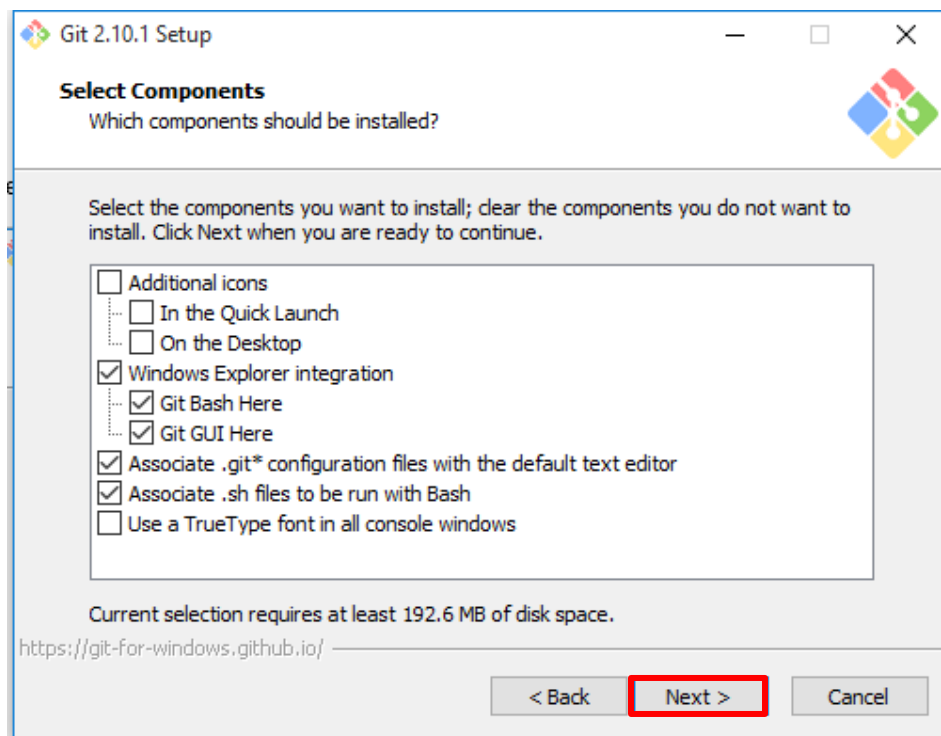 Git 2.10.1 Setup
Select Components
Which components should be installed?
Select the components you want to install; clear the components you do not want to
install. Click Next when you are ready to continue.
Additional icons
In the Quick Launch
On the Desktop
Windows Explorer integration
Git Bash Here
Git GUI Here
Associate .git* configuration files with the default text editor
Associate .sh files to be run with Bash
Use a TrueType font in all console windows
Current selection requires at least 192.6 MB of disk space.
https://git-for-windows.github.io/
< Back
Next >
Cancel